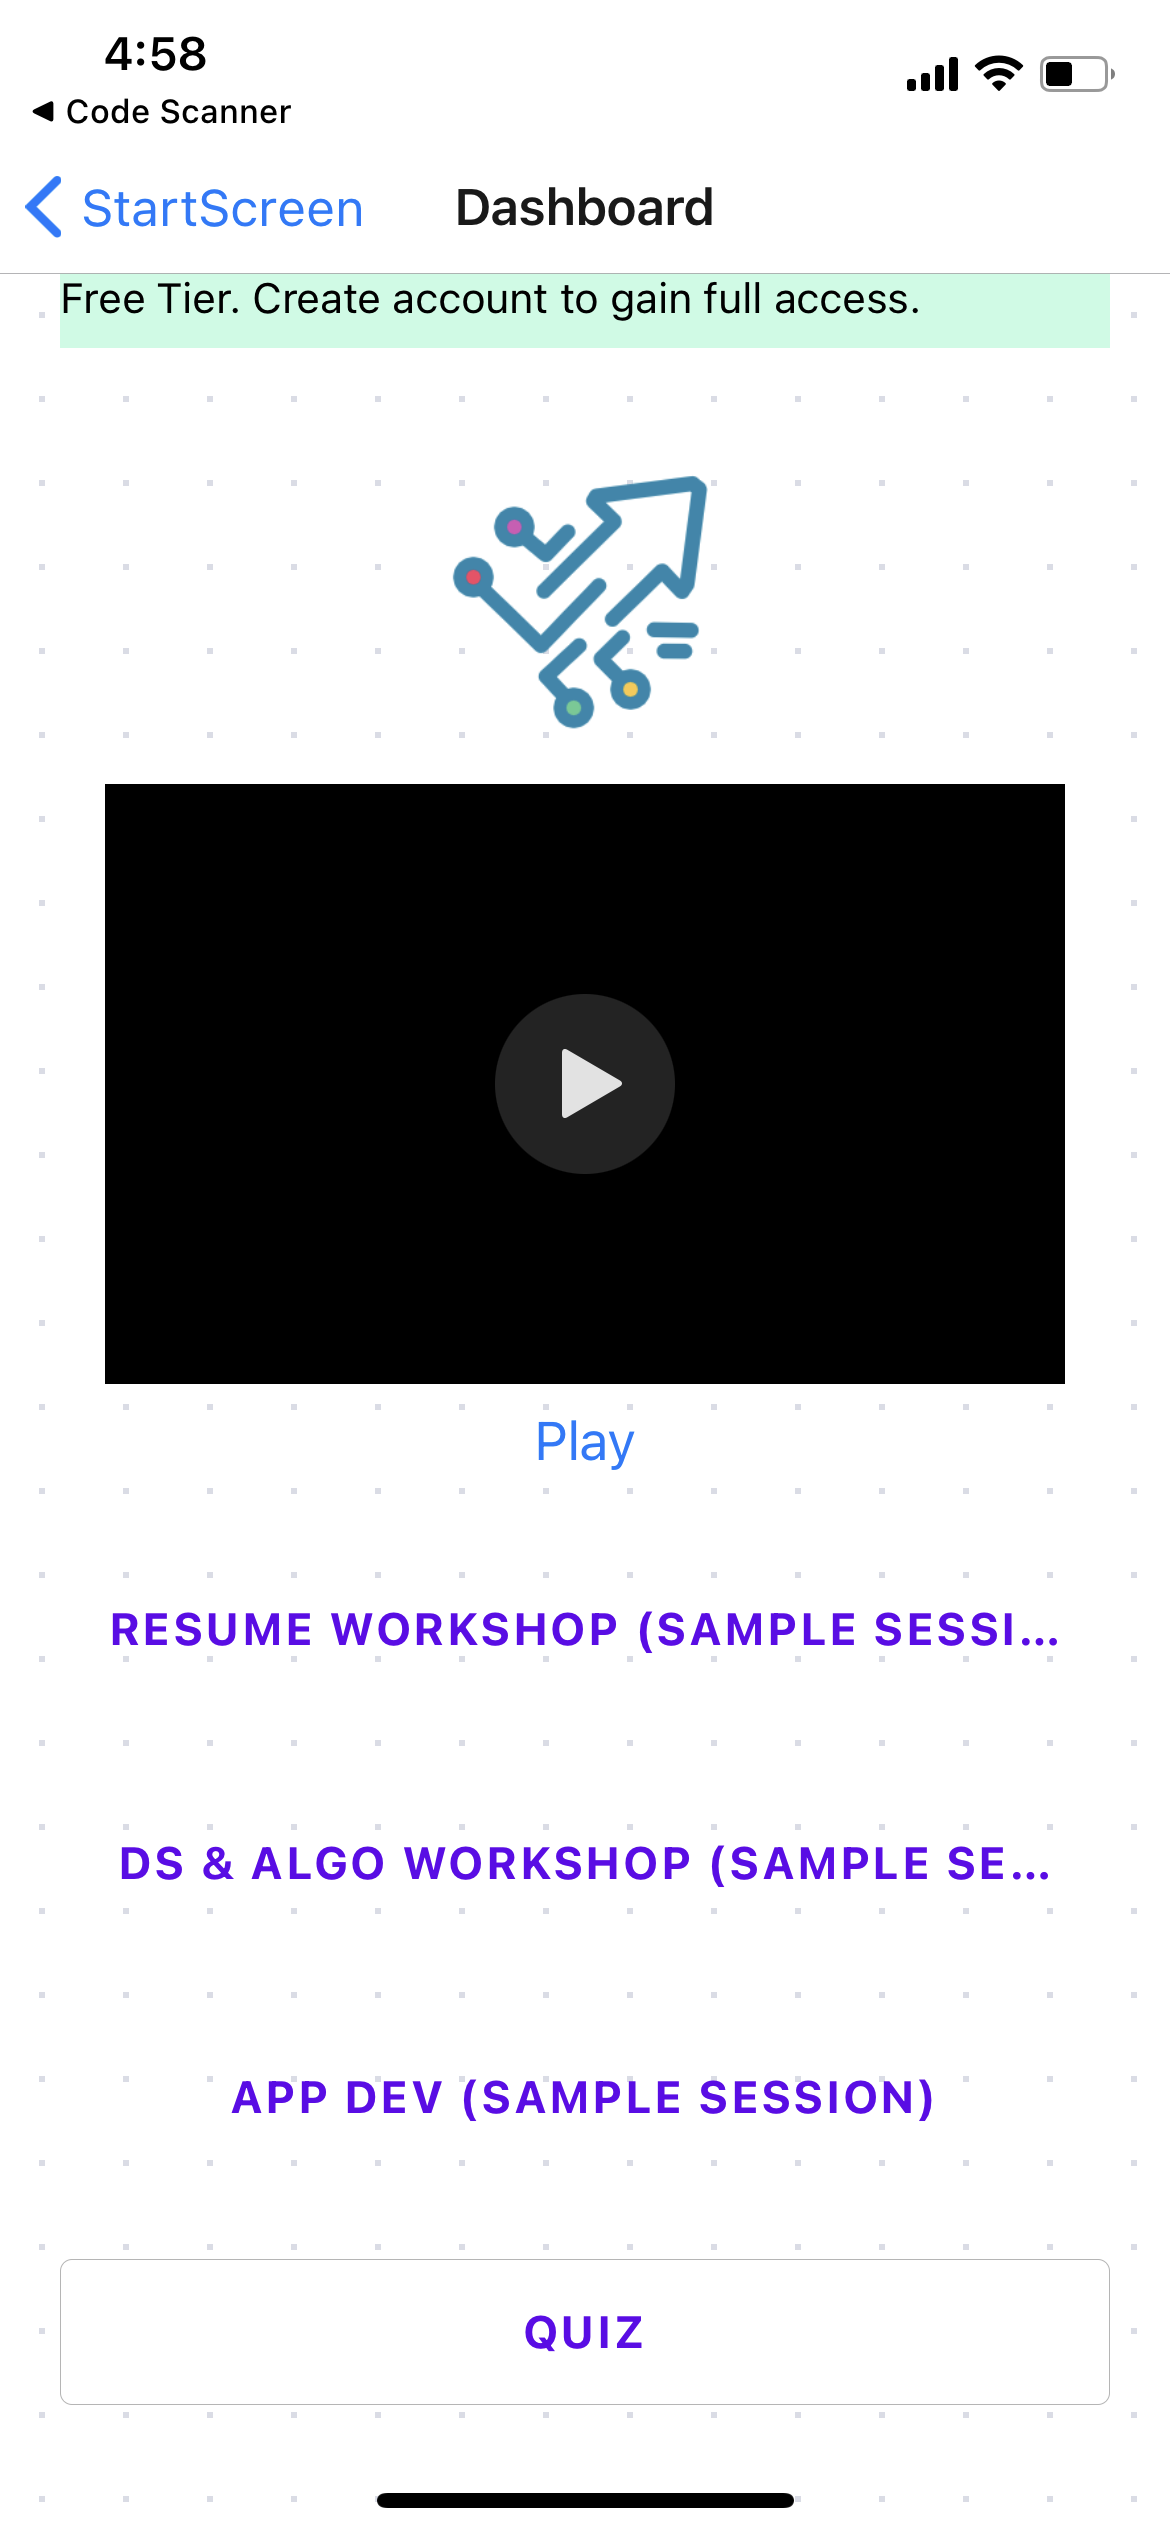 4:58
Code Scanner
StartScreen
Dashboard
Free Tier. Create account to gain full access.
Play
RESUME WORKSHOP (SAMPLE SESSI...
DS & ALGO WORKSHOP (SAMPLE SE...
APP DEV (SAMPLE SESSION)
QUIZ